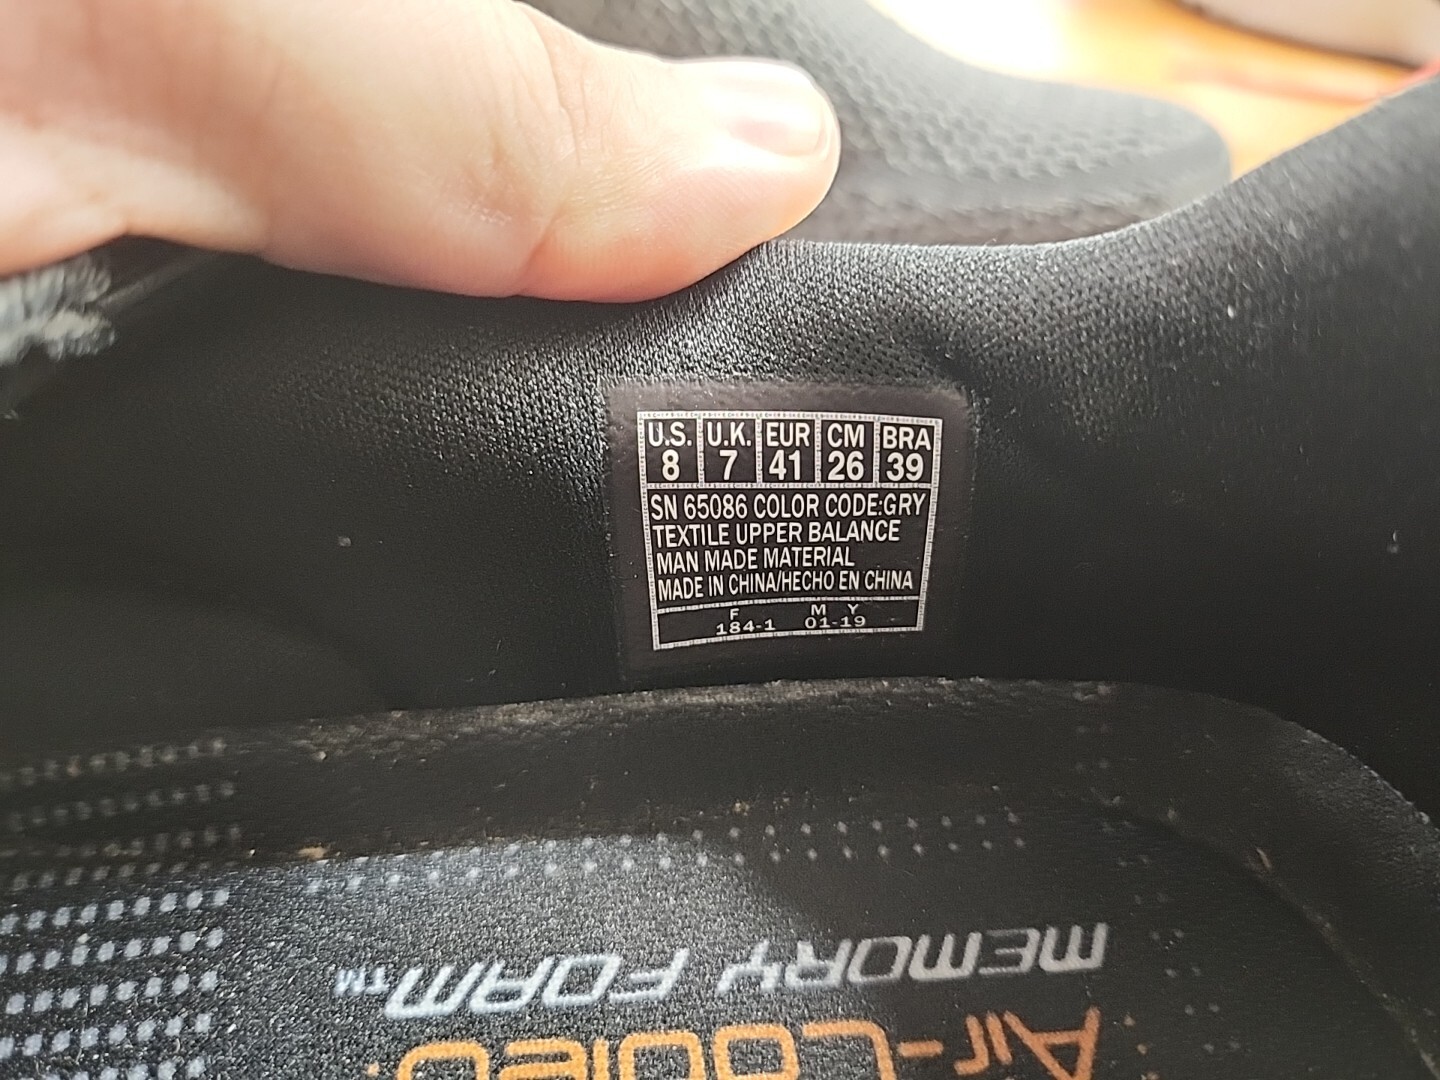 U.S. U.K. EUR CM BRA
8 7 41 26 39
SN 65086 COLOR CODE:GRY
TEXTILE UPPER BALANCE
MAN MADE MATERIAL
MADE IN CHINA/HECHO EN CHINA
F M Y
184-1 01-19
MEMORY FOAM™
Air-Cooled